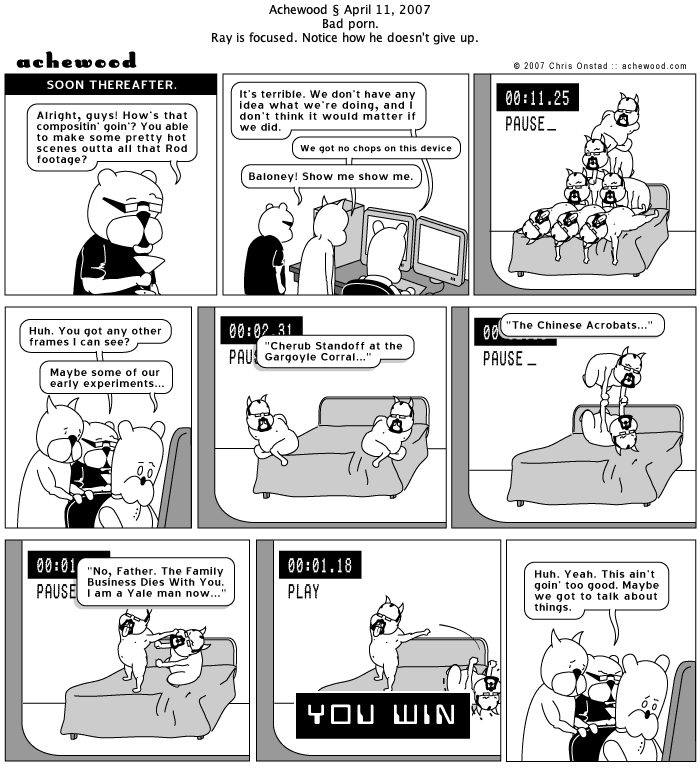 Achewood § April 11, 2007
Bad porn.
Ray is focused. Notice how he doesn't give up.
achewood
© 2007 Chris Onstad :: achewood.com
SOON THEREAFTER.
Alright, guys! How's that
compositin' goin'? You able
to make some pretty hot
scenes outta all that Rod
footage?
It's terrible. We don't have any
idea what we're doing, and I
don't think it would matter if
we did.
We got no chops on this device
Baloney! Show me show me.
00:11.25
PAUSE_
Huh. You got any other
frames I can see?
Maybe some of our
early experiments...
00:02.31
PAUS
"Cherub Standoff at the
Gargoyle Corral..."
00
"The Chinese Acrobats..."
PAUSE_
00:01
PAUSE
"No, Father. The Family
Business Dies With You.
I am a Yale man now..."
00:01.18
PLAY
YOU WIN
Huh. Yeah. This ain't
goin' too good. Maybe
we got to talk about
things.